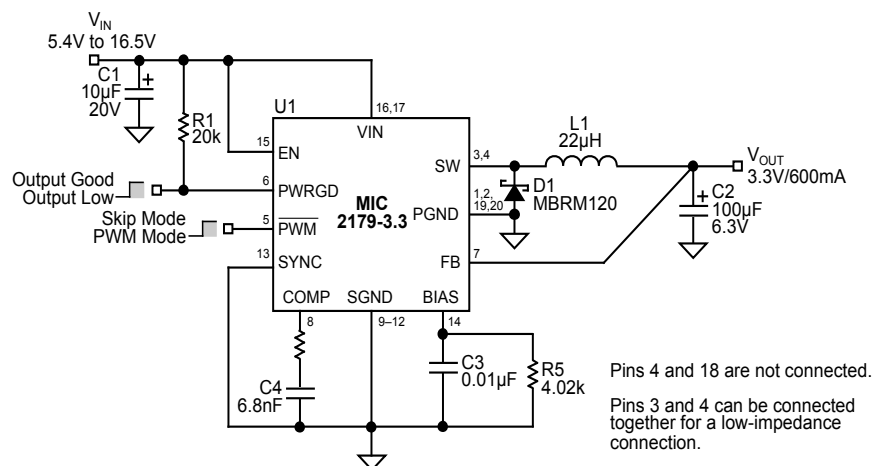 VIN
5.4V to 16.5V
C1
10µF
20V
R1
20k
U1
16,17
VIN
15
EN
Output Good
Output Low
6
PWRGD
Skip Mode
PWM Mode
5
PWM
13
SYNC
MIC
2179-3.3
SW
3,4
L1
22µH
VOUT
3.3V/600mA
D1
MBRM120
1,2,
19,20
PGND
C2
100µF
6.3V
FB
7
COMP
SGND
BIAS
8
9–12
14
C4
6.8nF
C3
0.01µF
R5
4.02k
Pins 4 and 18 are not connected.
Pins 3 and 4 can be connected
together for a low-impedance
connection.